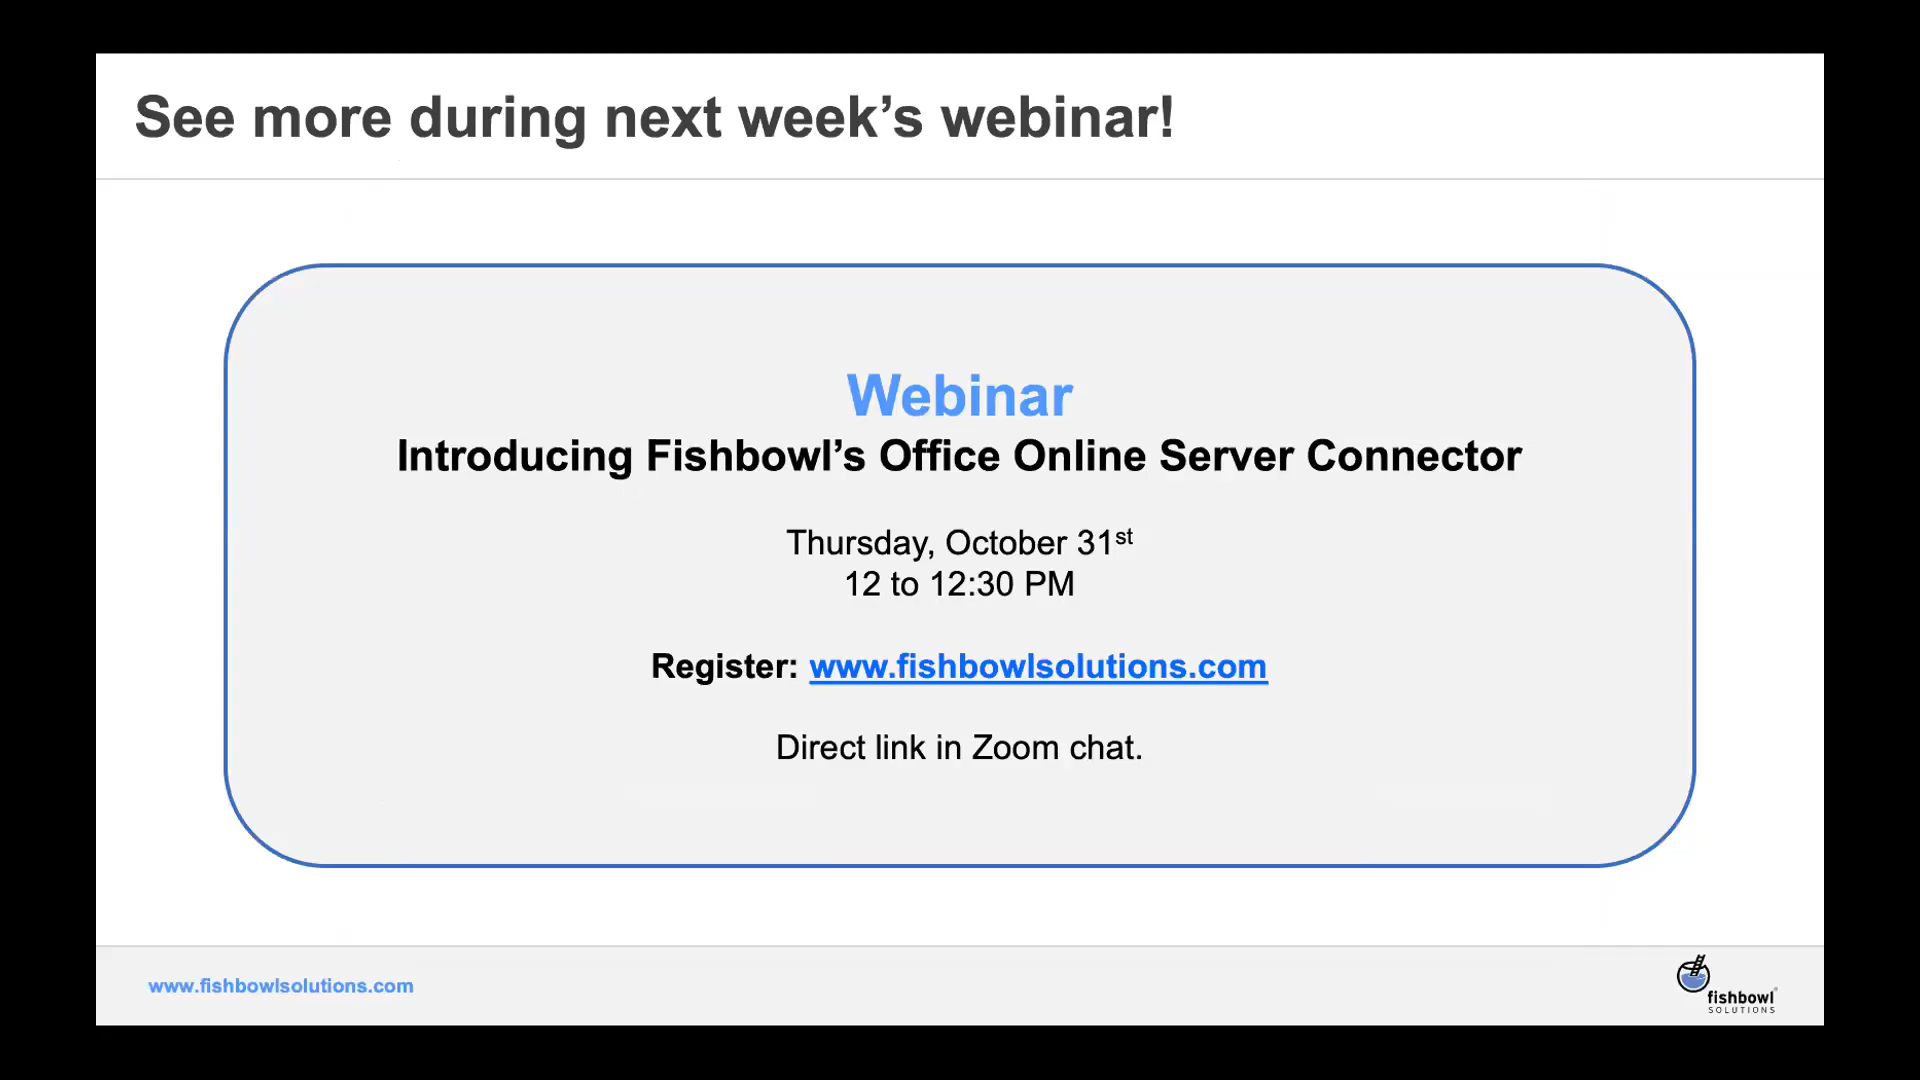 See more during next week’s webinar!
Webinar
Introducing Fishbowl’s Office Online Server Connector
Thursday, October 31st
12 to 12:30 PM
Register: www.fishbowlsolutions.com
Direct link in Zoom chat.
www.fishbowlsolutions.com
fishbowl
SOLUTIONS